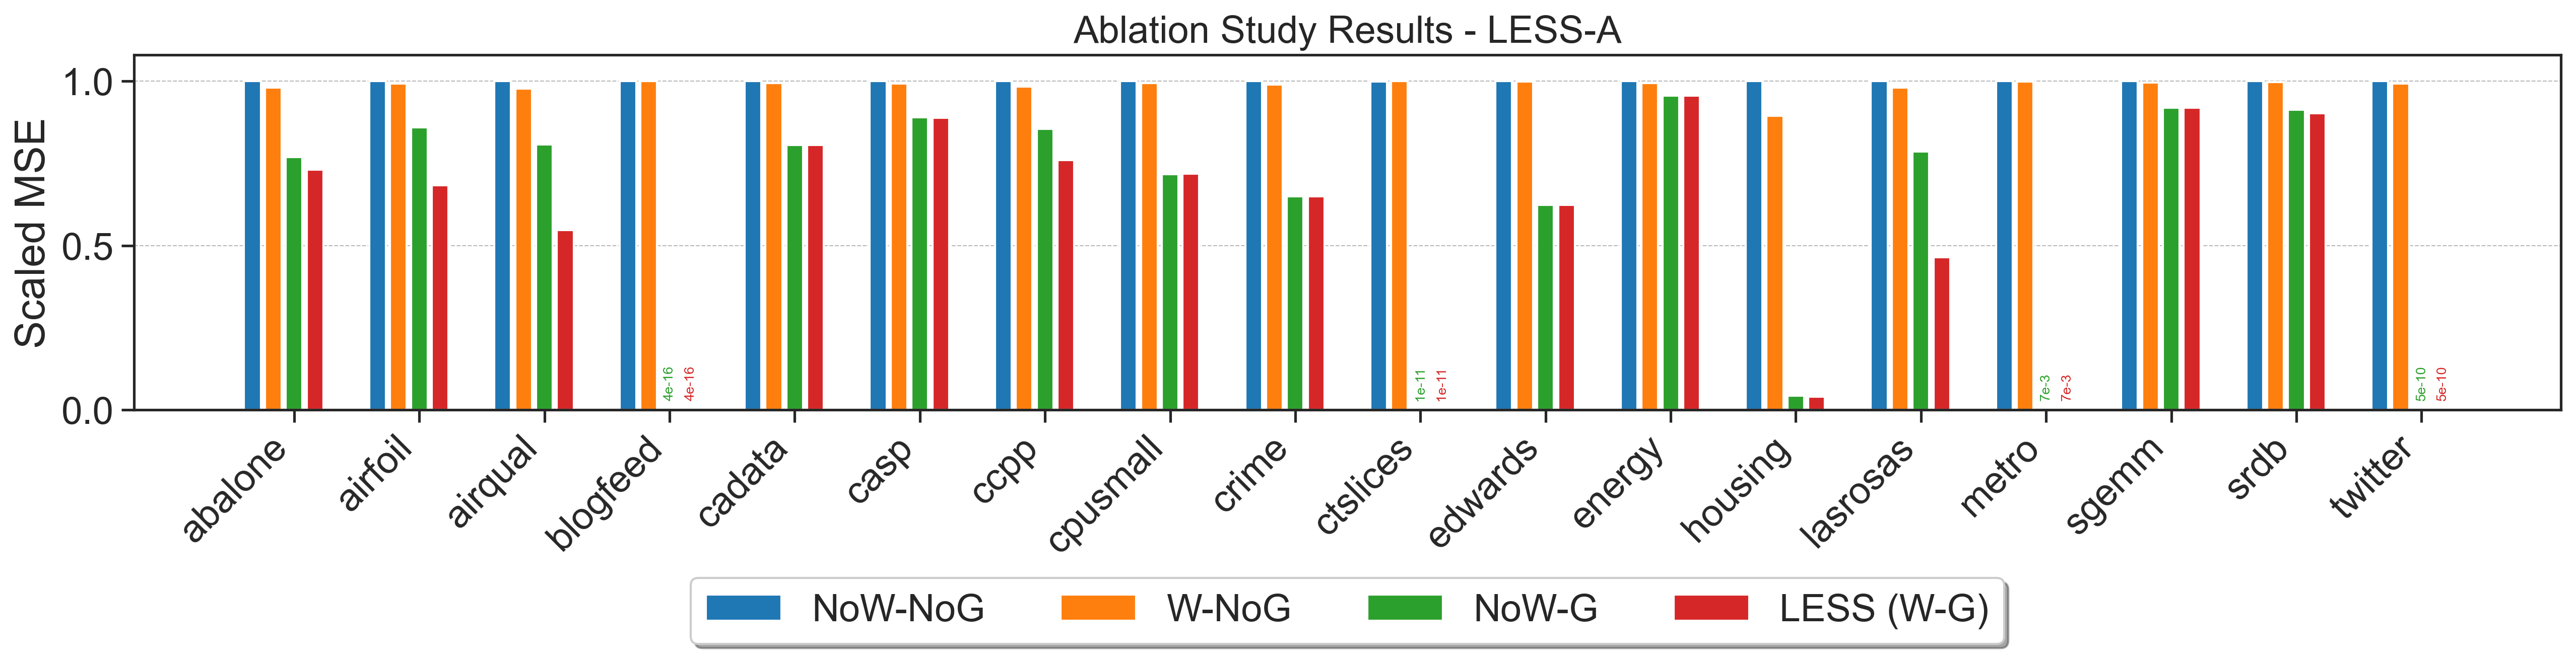 Ablation Study Results - LESS-A
Scaled MSE
1.0
0.5
0.0
4e-16
4e-16
1e-11
1e-11
7e-3
7e-3
5e-10
5e-10
abalone
airfoil
airqual
blogfeed
cadata
casp
ccpp
cpusmall
crime
ctslices
edwards
energy
housing
lasrosas
metro
sgemm
srdb
twitter
NoW-NoG
W-NoG
NoW-G
LESS (W-G)